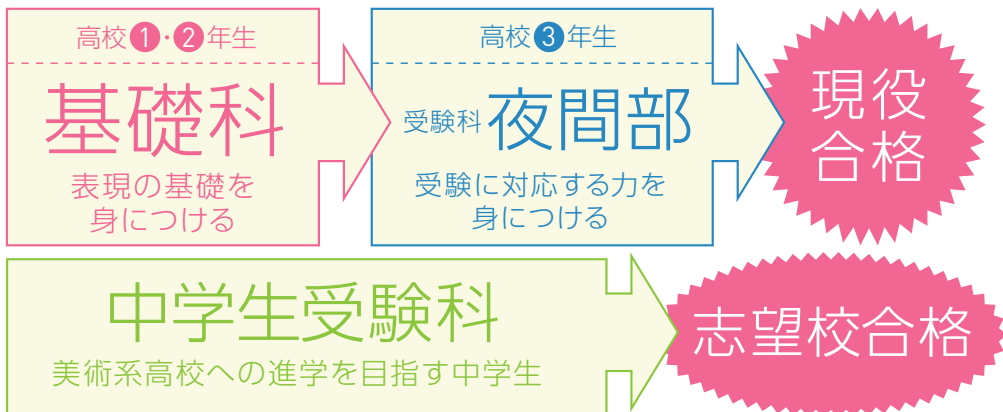 高校❶・❷年生
基礎科
表現の基礎を
身につける
高校❸年生
受験科 夜間部
受験に対応する力を
身につける
現役
合格
中学生受験科
美術系高校への進学を目指す中学生
志望校合格